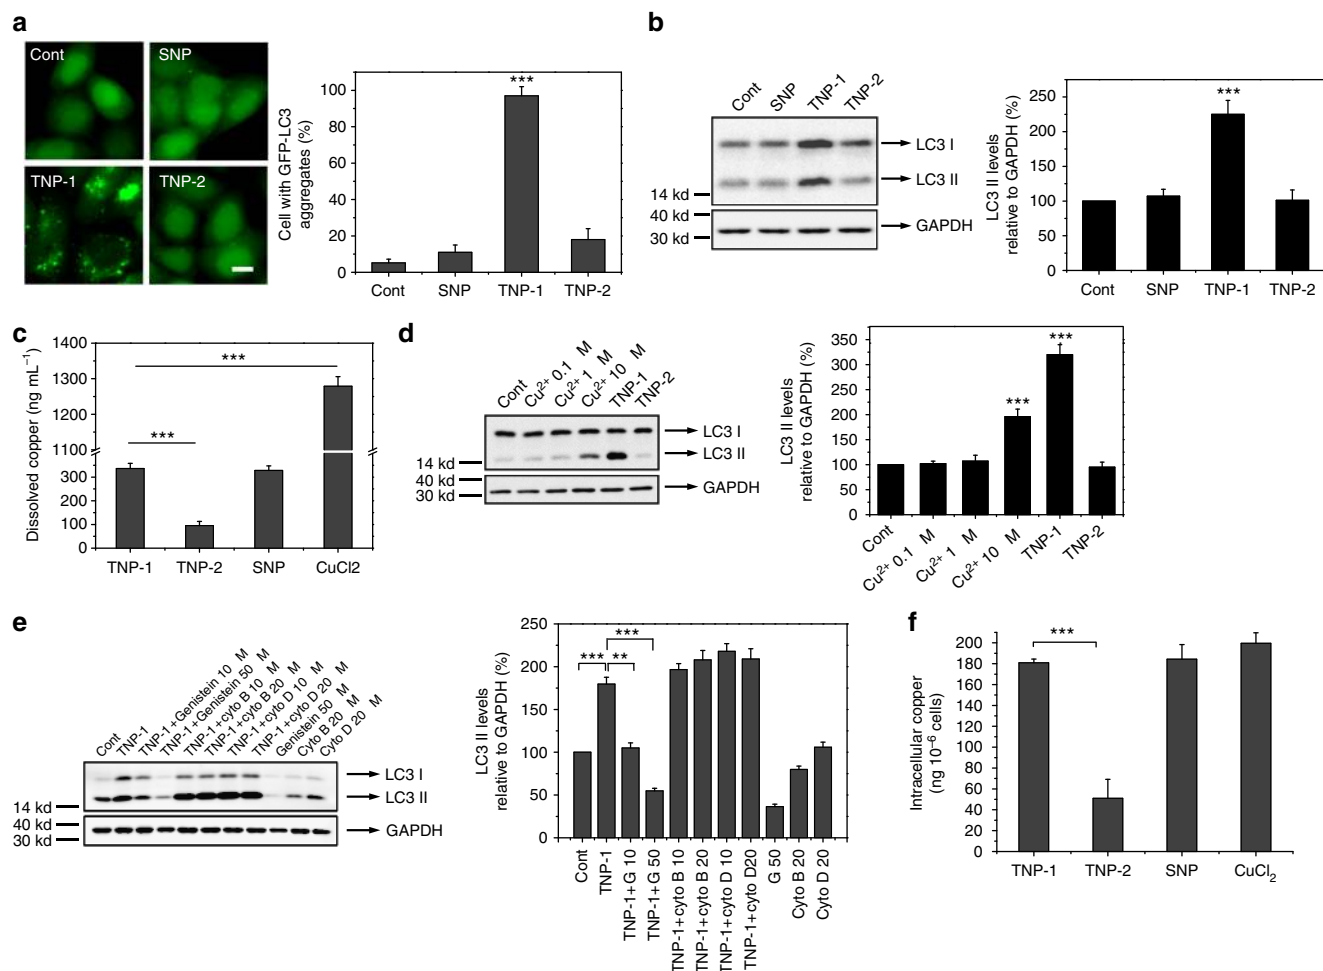 a
Cont
SNP
TNP-1
TNP-2
Cell with GFP-LC3
aggregates (%)
100
80
60
40
20
0
***
Cont SNP TNP-1 TNP-2
b
Cont SNP TNP-1 TNP-2
LC3 I
LC3 II
14 kd
40 kd
GAPDH
30 kd
LC3 II levels
relative to GAPDH (%)
250
200
150
100
50
0
***
Cont SNP TNP-1 TNP-2
c
Dissolved copper (ng mL−1)
1400
1300
1200
1100
300
200
100
0
***
***
TNP-1 TNP-2 SNP CuCl2
d
Cont
Cu2+ 0.1 M
Cu2+ 1 M
Cu2+ 10 M
TNP-1
TNP-2
LC3 I
LC3 II
14 kd
40 kd
GAPDH
30 kd
LC3 II levels
relative to GAPDH (%)
350
300
250
200
150
100
50
0
***
***
Cont
Cu2+ 0.1 M
Cu2+ 1 M
Cu2+ 10 M
TNP-1
TNP-2
e
Cont
TNP-1
TNP-1+Genistein 10 M
TNP-1+Genistein 50 M
TNP-1+cyto B 10 M
TNP-1+cyto B 20 M
TNP-1+cyto D 10 M
TNP-1+cyto D 20 M
Genistein 50 M
Cyto B 20 M
Cyto D 20 M
LC3 I
LC3 II
14 kd
40 kd
GAPDH
30 kd
LC3 II levels
relative to GAPDH (%)
250
200
150
100
50
0
***
***
**
Cont
TNP-1
TNP-1+G 10
TNP-1+G 50
TNP-1+cyto B 10
TNP-1+cyto B 20
TNP-1+cyto D 10
TNP-1+cyto D20
G 50
Cyto B 20
Cyto D 20
f
Intracellular copper
(ng 10−6 cells)
200
180
160
140
120
100
80
60
40
20
0
***
TNP-1 TNP-2 SNP CuCl2